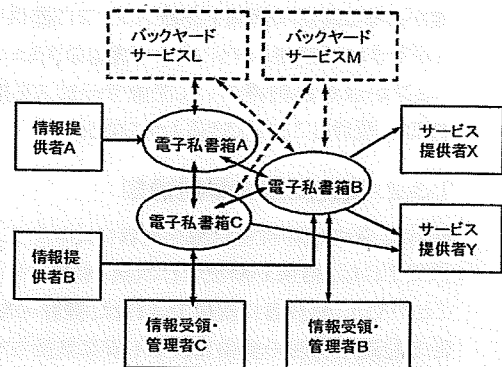 バックヤード
サービスL
バックヤード
サービスM
情報提
供者A
電子私書箱A
サービス
提供者X
電子私書箱B
電子私書箱C
サービス
提供者Y
情報提
供者B
情報受領・
管理者C
情報受領・
管理者B